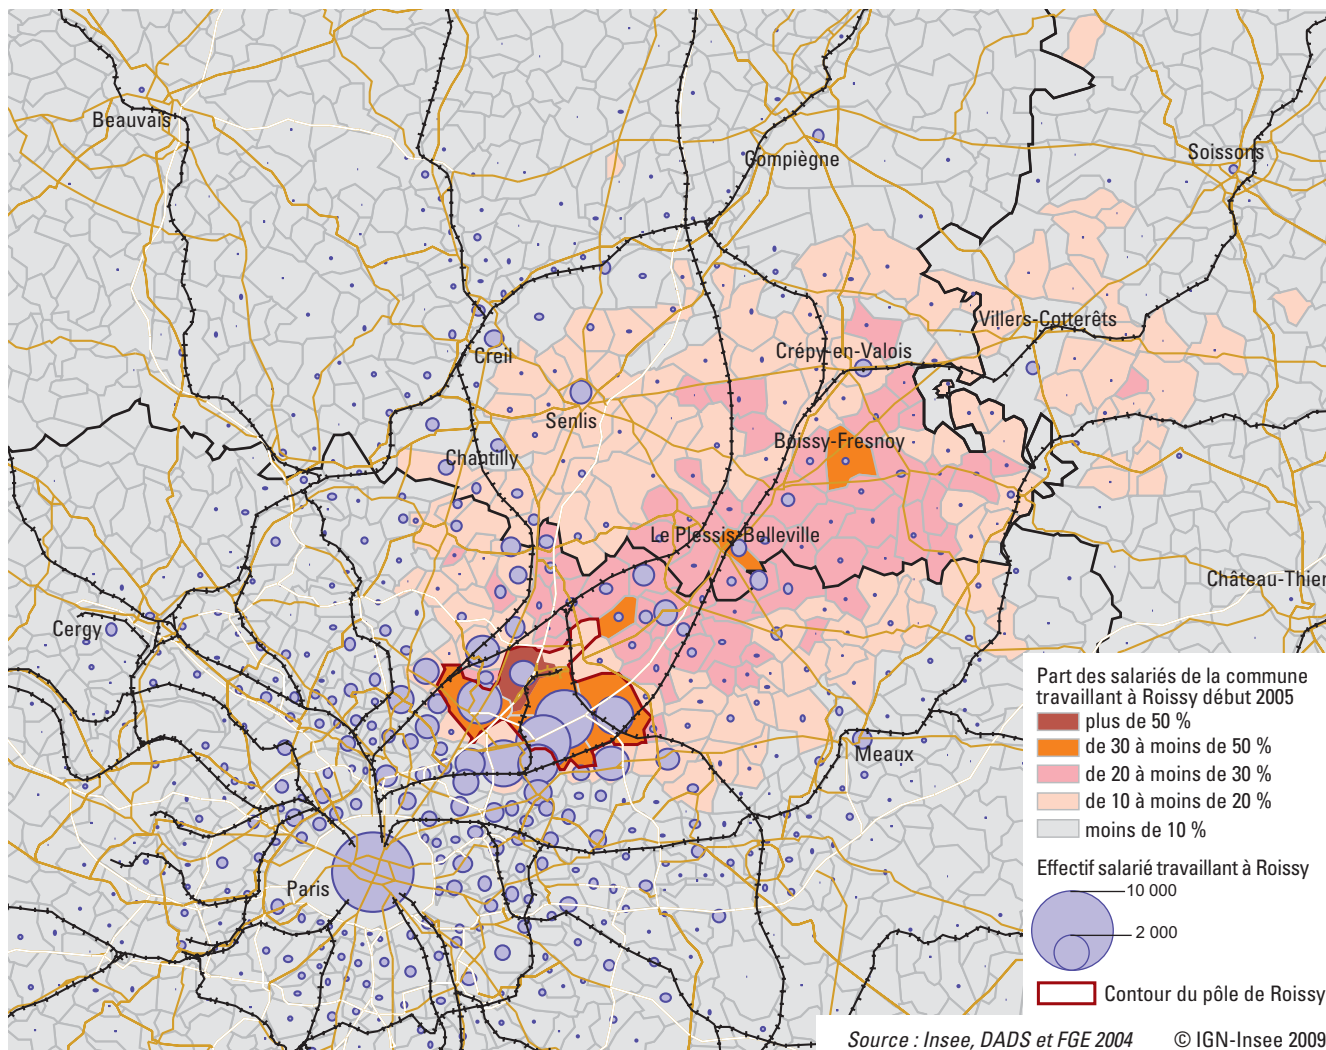 Beauvais
Compiègne
Soissons
Villers-Cotterêts
Creil
Crépy-en-Valois
Senlis
Boissy-Fresnoy
Chantilly
Le Plessis-Belleville
Château-Thier
Cergy
Meaux
Paris
Part des salariés de la commune
travaillant à Roissy début 2005
plus de 50 %
de 30 à moins de 50 %
de 20 à moins de 30 %
de 10 à moins de 20 %
moins de 10 %
Effectif salarié travaillant à Roissy
10 000
2 000
Contour du pôle de Roissy
Source : Insee, DADS et FGE 2004 © IGN-Insee 2009